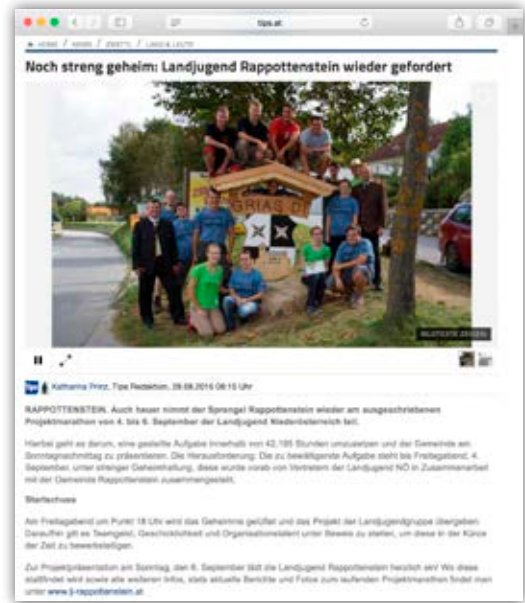 tips.at
HOME / NEWS / ZWETTL / LAND & LEUTE
Noch streng geheim: Landjugend Rappottenstein wieder gefordert
GRIAS DI
BILDTEXTE ZEIGEN
Tips Katharina Prinz, Tips Redaktion, 28.08.2015 08:15 Uhr
RAPPOTTENSTEIN. Auch heuer nimmt der Sprengel Rappottenstein wieder am ausgeschriebenen
Projektmarathon von 4. bis 6. September der Landjugend Niederösterreich teil.
Hierbei geht es darum, eine gestellte Aufgabe innerhalb von 42,195 Stunden umzusetzen und der Gemeinde am
Sonntagnachmittag zu präsentieren. Die Herausforderung: Die zu bewältigende Aufgabe steht bis Freitagabend, 4.
September, unter strenger Geheimhaltung, diese wurde vorab von Vertretern der Landjugend NÖ in Zusammenarbeit
mit der Gemeinde Rappottenstein zusammengestellt.
Startschuss
Am Freitagabend um Punkt 18 Uhr wird das Geheimnis gelüftet und das Projekt der Landjugendgruppe übergeben.
Daraufhin gilt es Teamgeist, Geschicklichkeit und Organisationstalent unter Beweis zu stellen, um diese in der Kürze
der Zeit zu bewerkstelligen.
Zur Projektpräsentation am Sonntag, den 6. September lädt die Landjugend Rappottenstein herzlich ein! Wo diese
stattfindet wird sowie alle weiteren Infos, stets aktuelle Berichte und Fotos zum laufenden Projektmarathon findet man
unter www.lj-rappottenstein.at